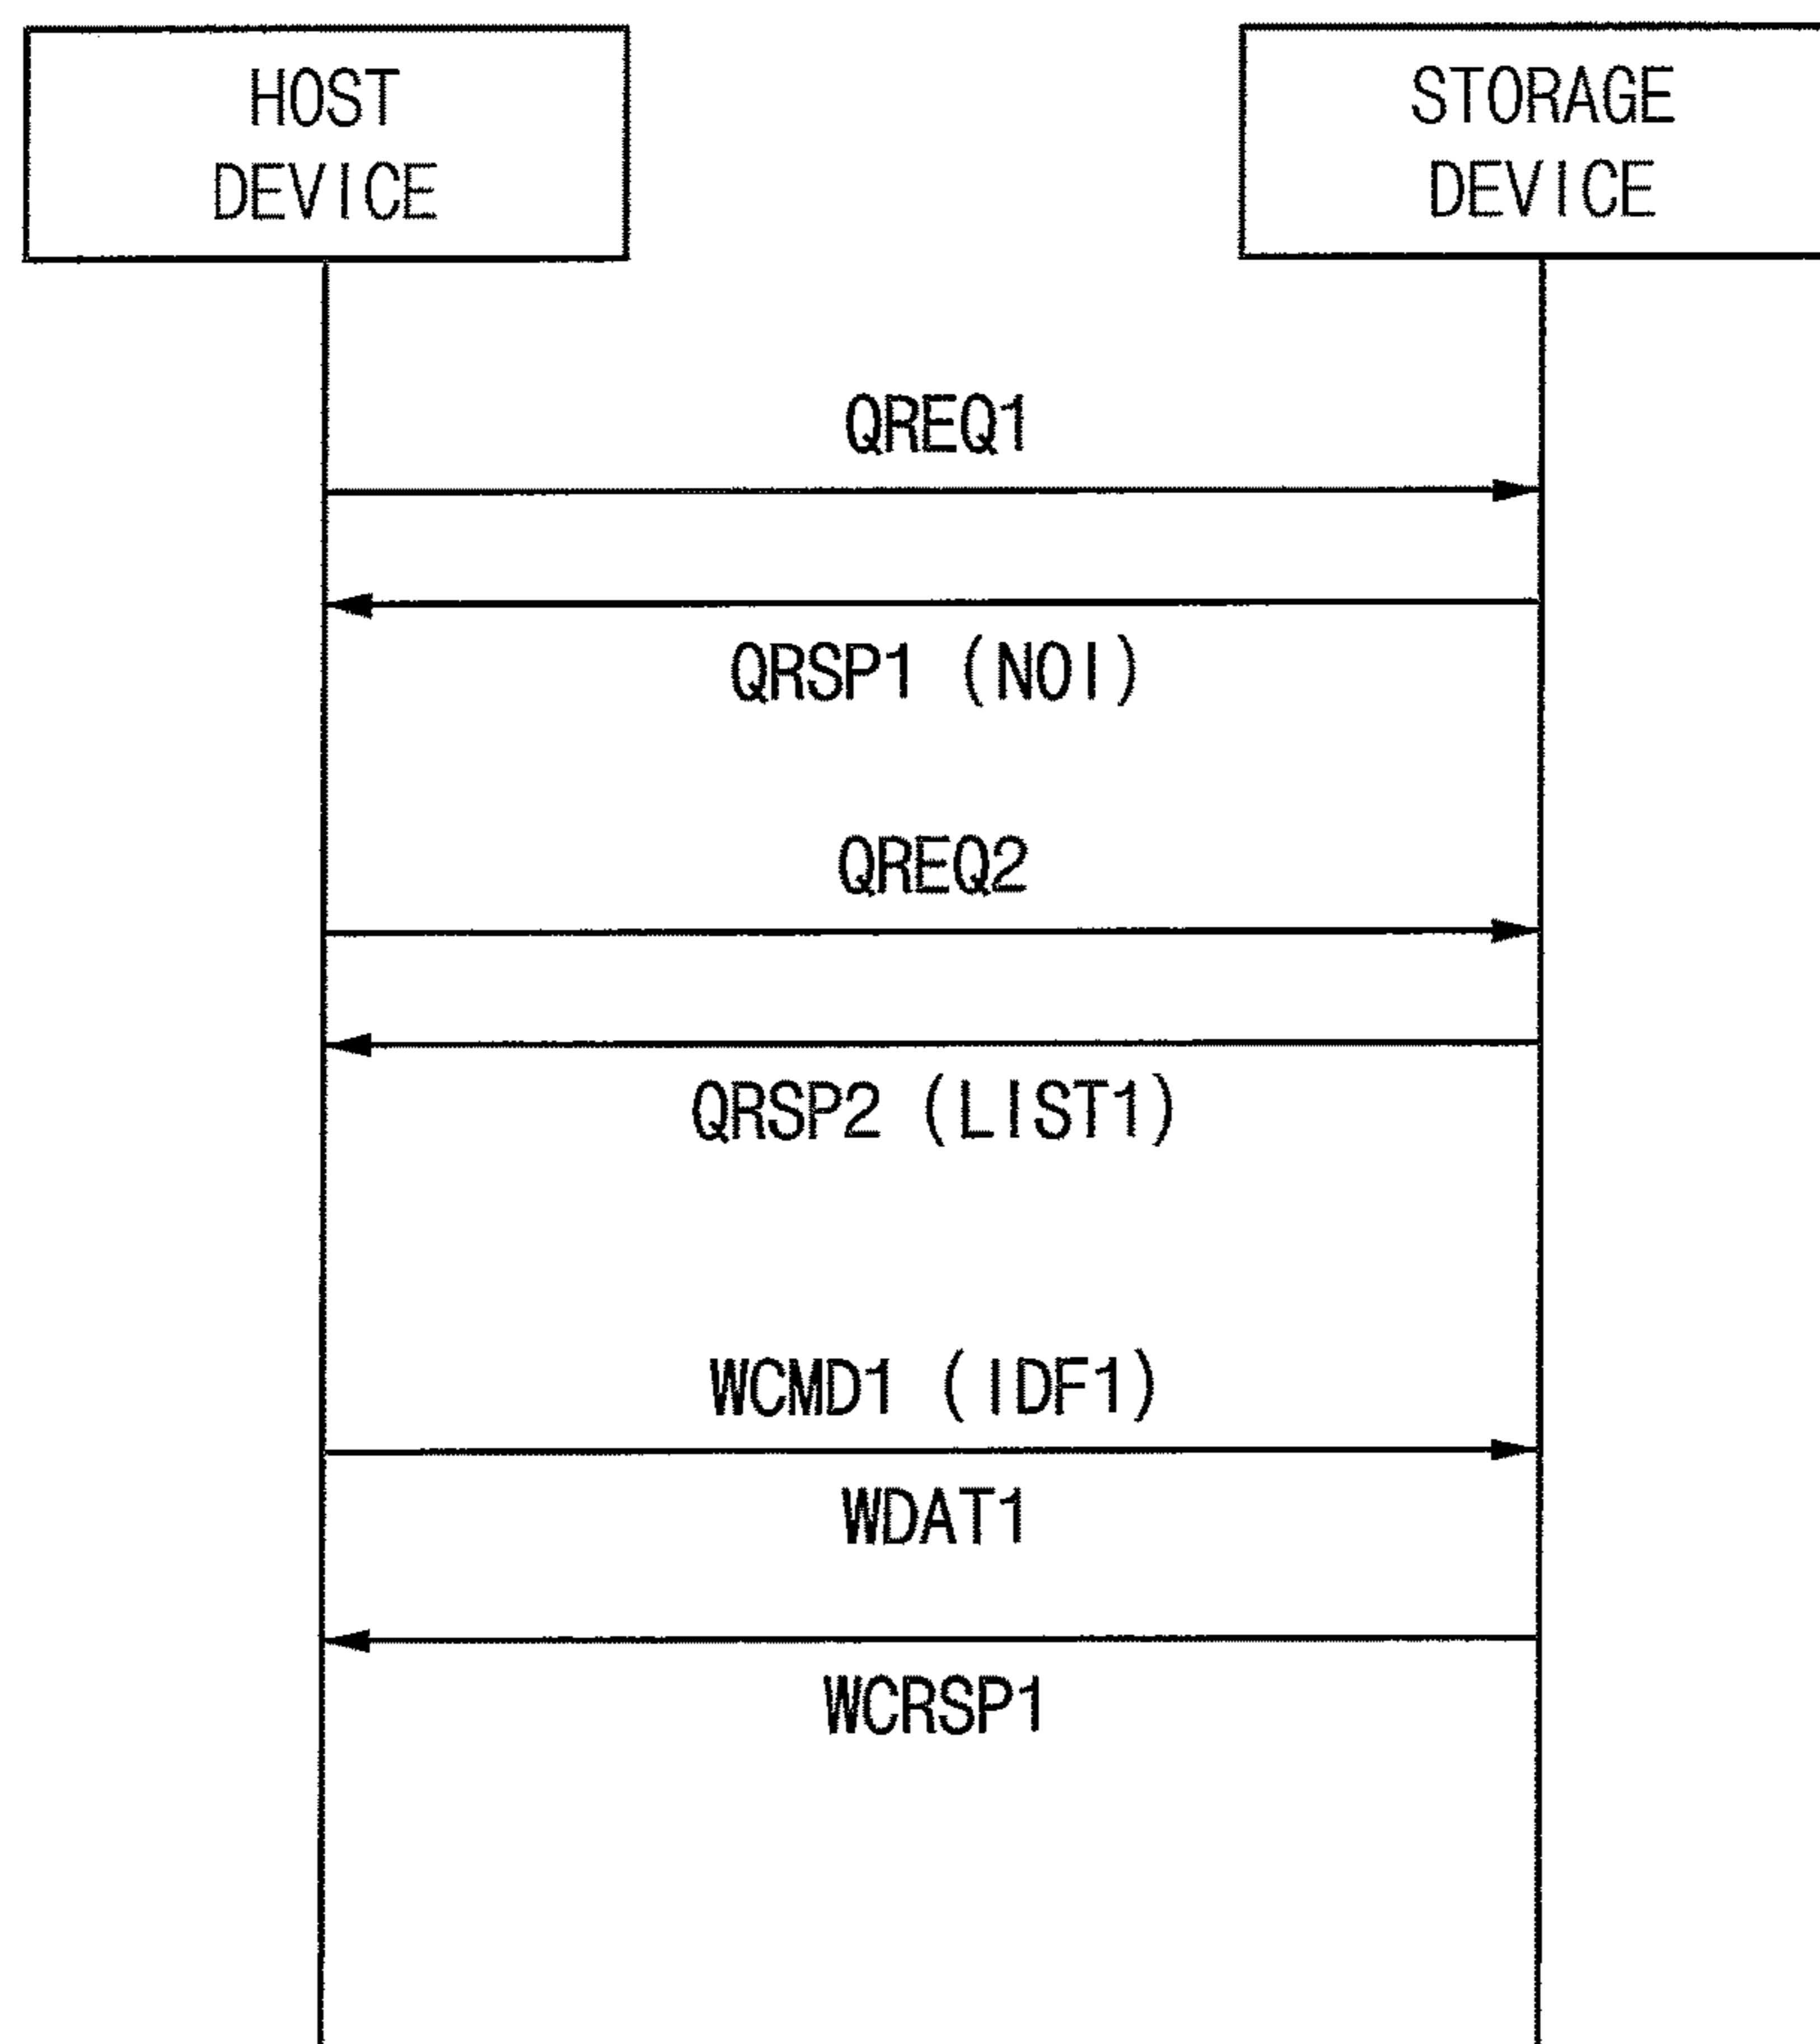 HOST
DEVICE
STORAGE
DEVICE
QREQ1
QRSP1 (NOI)
QREQ2
QRSP2 (LIST1)
WCMD1 (IDF1)
WDAT1
WCRSP1